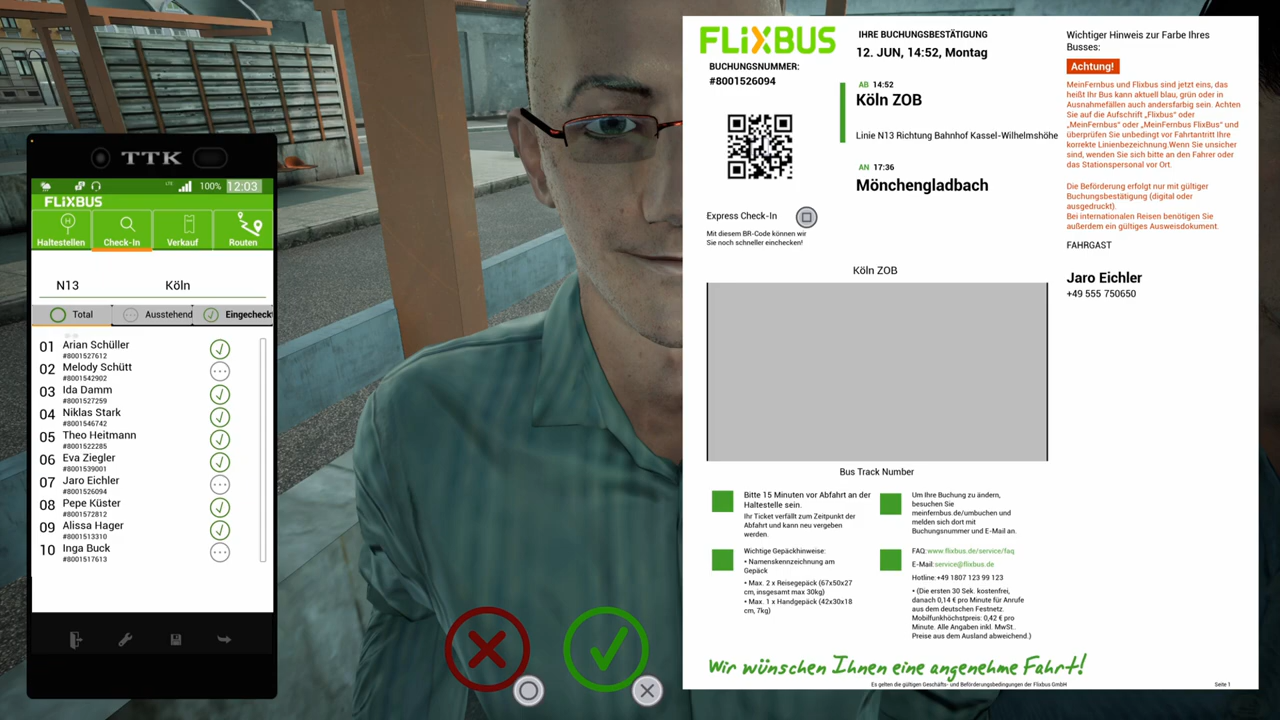 TTK
LTE 100% 12:03
FLiXBUS
H
Haltestellen Check-In Verkauf Routen
N13 Köln
Total Ausstehend Eingecheckt
01 Arian Schüller
#8001527612
02 Melody Schütt
#8001542902
03 Ida Damm
#8001527259
04 Niklas Stark
#8001546742
05 Theo Heitmann
#8001522285
06 Eva Ziegler
#8001539001
07 Jaro Eichler
#8001526094
08 Pepe Küster
#8001572812
09 Alissa Hager
#8001513310
10 Inga Buck
#8001517613
FLiXBUS
BUCHUNGSNUMMER:
#8001526094
Express Check-In
Mit diesem BR-Code können wir
Sie noch schneller einchecken!
IHRE BUCHUNGSBESTÄTIGUNG
12. JUN, 14:52, Montag
AB 14:52
Köln ZOB
Linie N13 Richtung Bahnhof Kassel-Wilhelmshöhe
AN 17:36
Mönchengladbach
Wichtiger Hinweis zur Farbe Ihres
Busses:
Achtung!
MeinFernbus und Flixbus sind jetzt eins, das
heißt Ihr Bus kann aktuell blau, grün oder in
Ausnahmefällen auch andersfarbig sein. Achten
Sie auf die Aufschrift „Flixbus“ oder
„MeinFernbus“ oder „MeinFernbus FlixBus“ und
überprüfen Sie unbedingt vor Fahrtantritt Ihre
korrekte Linienbezeichnung.Wenn Sie unsicher
sind, wenden Sie sich bitte an den Fahrer oder
das Stationspersonal vor Ort.
Die Beförderung erfolgt nur mit gültiger
Buchungsbestätigung (digital oder
ausgedruckt).
Bei internationalen Reisen benötigen Sie
außerdem ein gültiges Ausweisdokument.
FAHRGAST
Jaro Eichler
+49 555 750650
Köln ZOB
Bus Track Number
Bitte 15 Minuten vor Abfahrt an der
Haltestelle sein.
Ihr Ticket verfällt zum Zeitpunkt der
Abfahrt und kann neu vergeben
werden.
Wichtige Gepäckhinweise:
• Namenskennzeichnung am
Gepäck
• Max. 2 x Reisegepäck (67x50x27
cm, insgesamt max 30kg)
• Max. 1 x Handgepäck (42x30x18
cm, 7kg)
Um Ihre Buchung zu ändern,
besuchen Sie
meinfernbus.de/umbuchen und
melden sich dort mit
Buchungsnummer und E-Mail an.
FAQ:www.flixbus.de/service/faq
E-Mail:service@flixbus.de
Hotline:+49 1807 123 99 123
• (Die ersten 30 Sek. kostenfrei,
danach 0,14 € pro Minute für Anrufe
aus dem deutschen Festnetz.
Mobilfunkhöchstpreis: 0,42 € pro
Minute. Alle Angaben inkl. MwSt..
Preise aus dem Ausland abweichend.)
Wir wünschen Ihnen eine angenehme Fahrt!
Es gelten die gültigen Geschäfts- und Beförderungsbedingungen der Flixbus GmbH
Seite 1